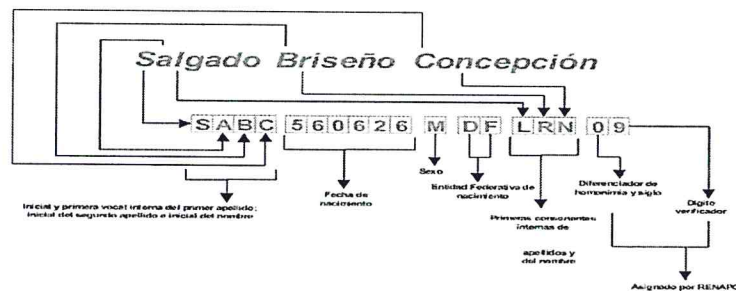 Salgado Briseño Concepción
SABC 560626 M DF LRN 09
Sexo
Fecha de nacimiento
Entidad Federativa de nacimiento
Diferenciador de homonimia y siglo
Inicial y primera vocal interna del primer apellido;
inicial del segundo apellido e inicial del nombre
Digito verificador
Primeras consonantes internas de
apellidos y del nombre
Asignado por RENAPO